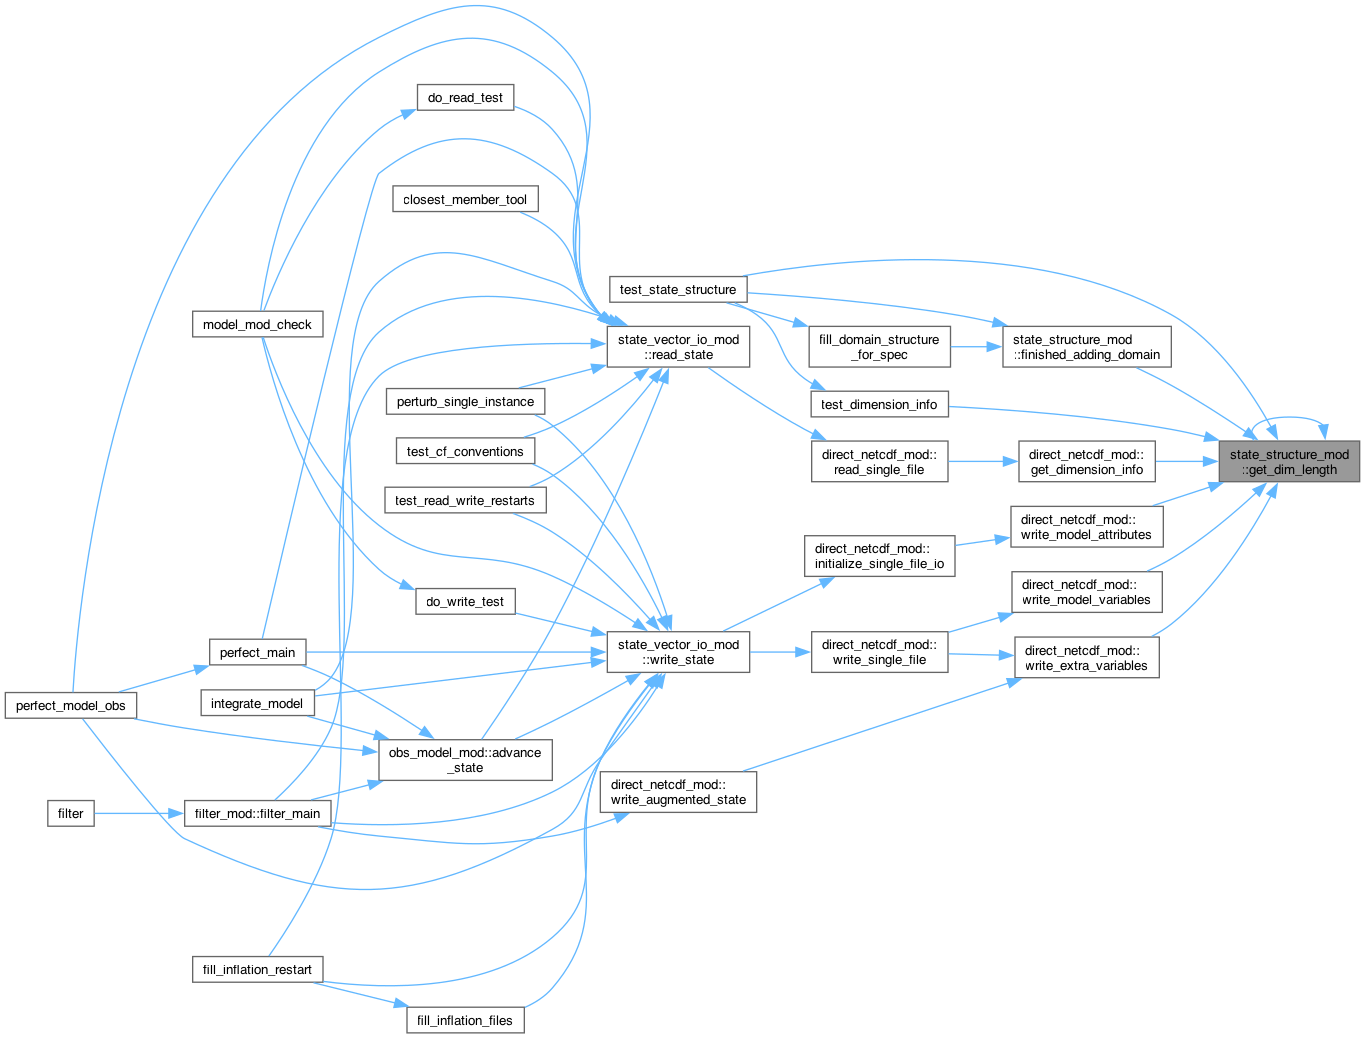 do_read_test
closest_member_tool
test_state_structure
model_mod_check
state_vector_io_mod
::read_state
fill_domain_structure
_for_spec
state_structure_mod
::finished_adding_domain
perturb_single_instance
test_dimension_info
test_cf_conventions
direct_netcdf_mod::
read_single_file
direct_netcdf_mod::
get_dimension_info
state_structure_mod
::get_dim_length
test_read_write_restarts
direct_netcdf_mod::
write_model_attributes
direct_netcdf_mod::
initialize_single_file_io
direct_netcdf_mod::
write_model_variables
do_write_test
perfect_main
state_vector_io_mod
::write_state
direct_netcdf_mod::
write_single_file
direct_netcdf_mod::
write_extra_variables
perfect_model_obs
integrate_model
obs_model_mod::advance
_state
direct_netcdf_mod::
write_augmented_state
filter
filter_mod::filter_main
fill_inflation_restart
fill_inflation_files